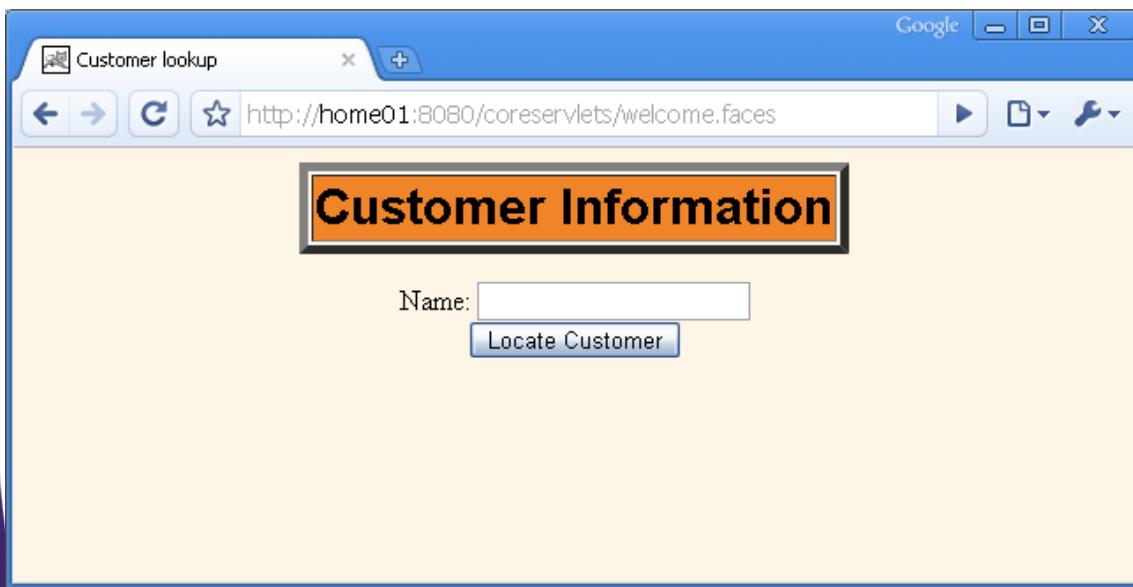 Google
Customer lookup
http://home01:8080/coreservlets/welcome.faces
Customer Information
Name:
Locate Customer